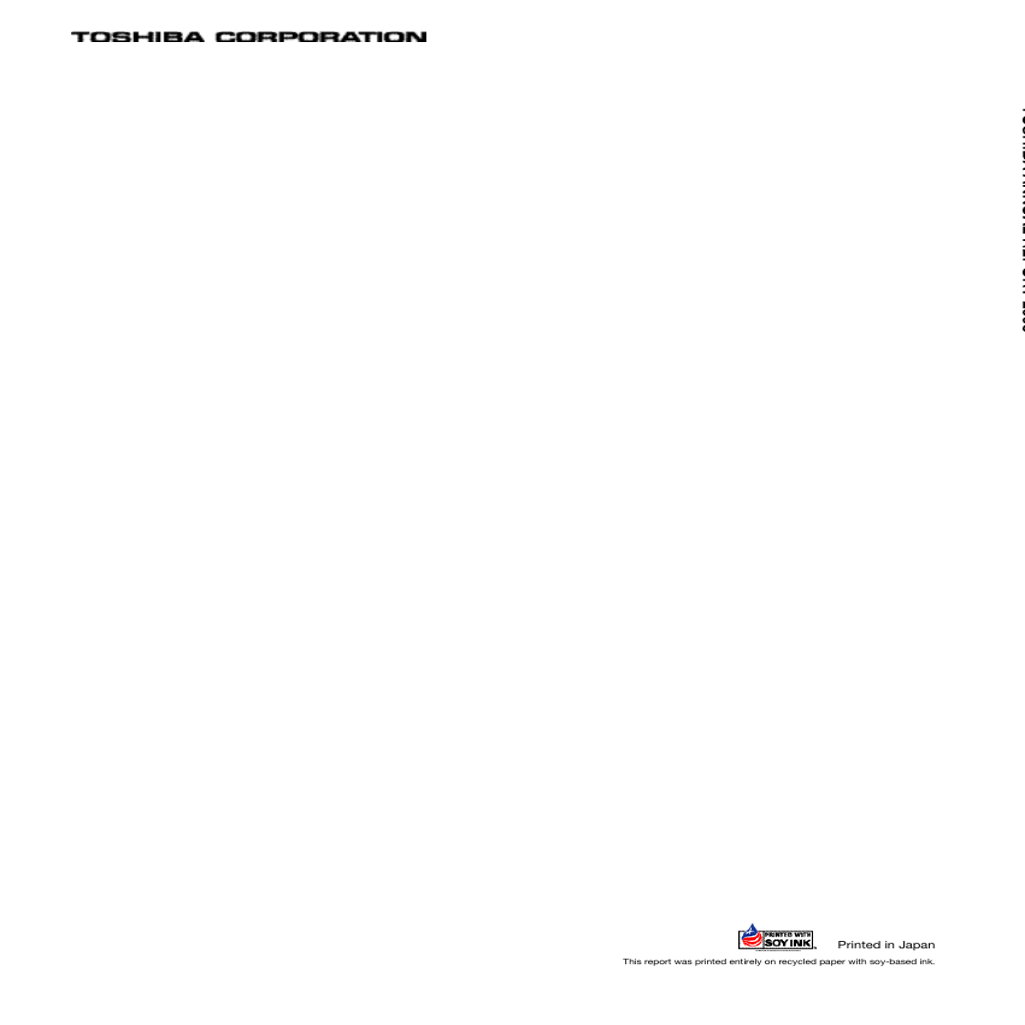 TOSHIBA CORPORATION
PRINTED WITH
SOY INK
Printed in Japan
This report was printed entirely on recycled paper with soy-based ink.